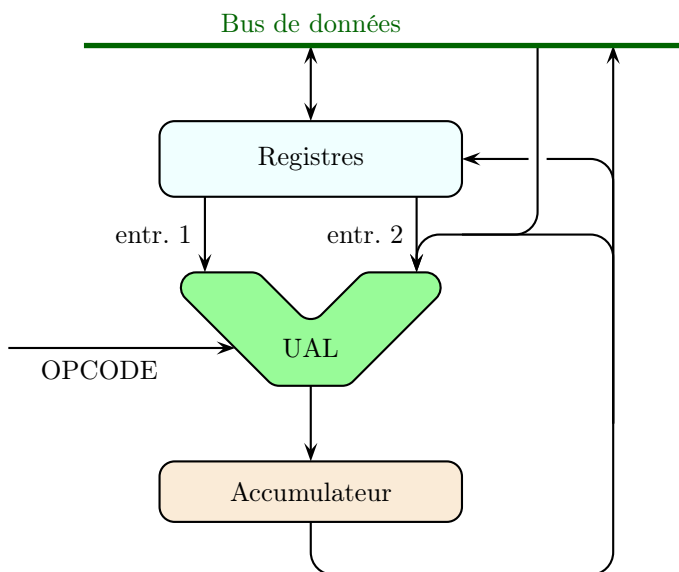 Bus de données
Registres
entr. 1
entr. 2
UAL
OPCODE
Accumulateur